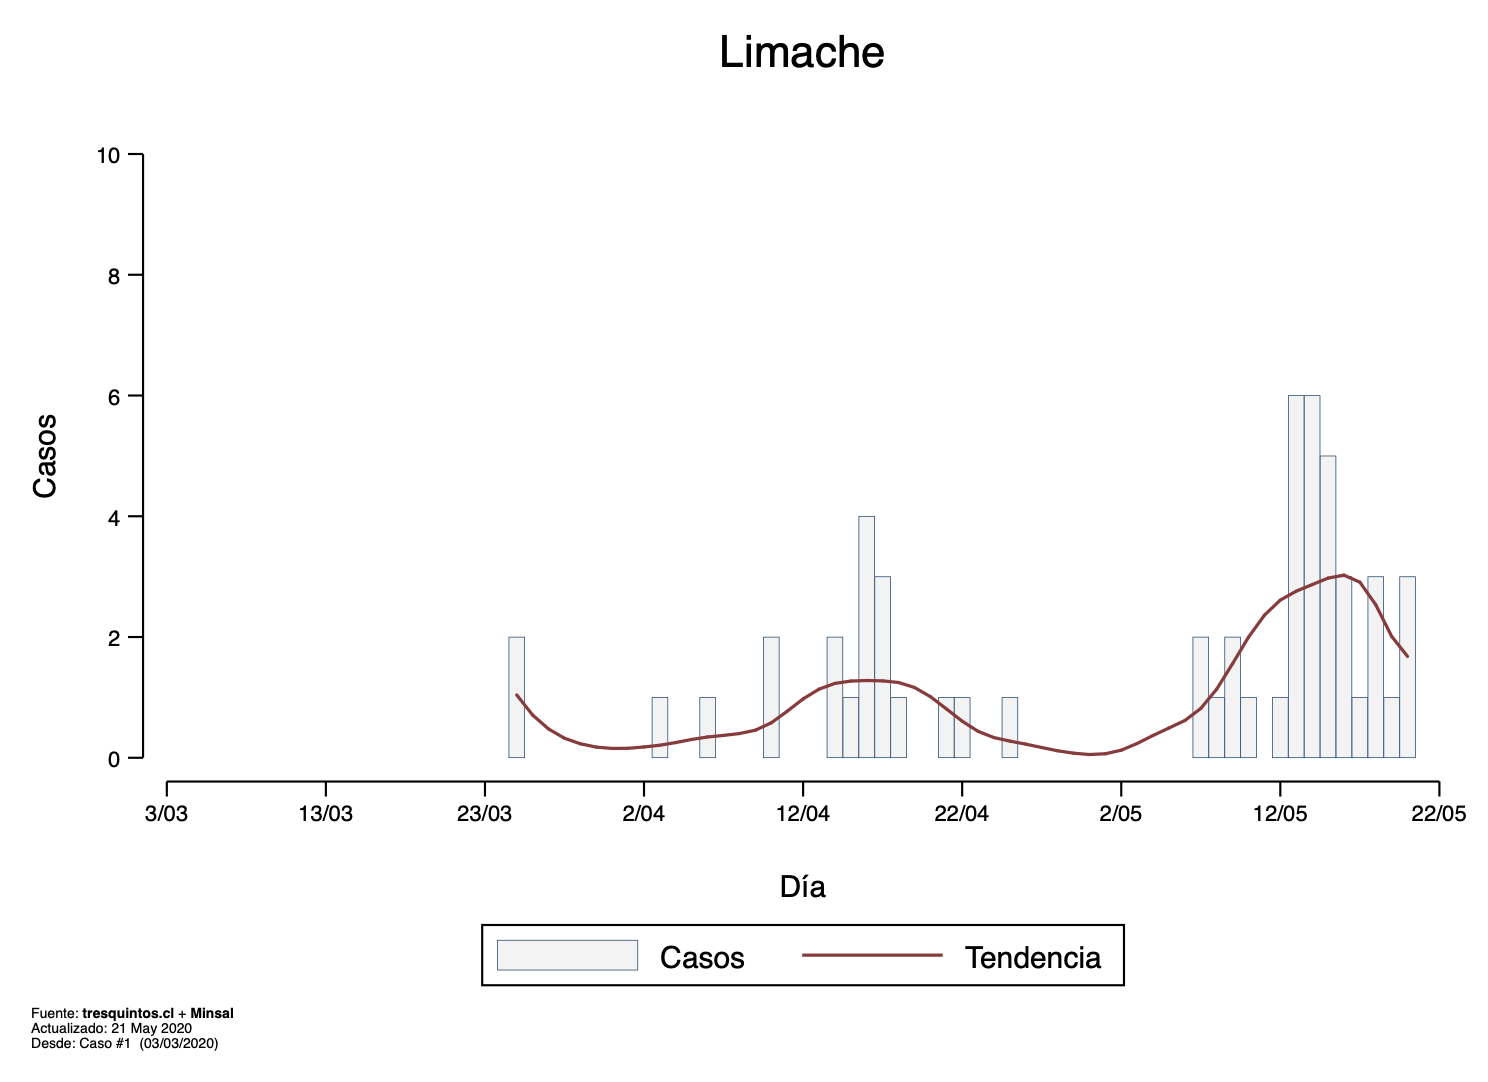 Limache
Casos
10
8
6
4
2
0
3/03 13/03 23/03 2/04 12/04 22/04 2/05 12/05 22/05
Día
Casos Tendencia
Fuente: tresquintos.cl + Minsal
Actualizado: 21 May 2020
Desde: Caso #1 (03/03/2020)